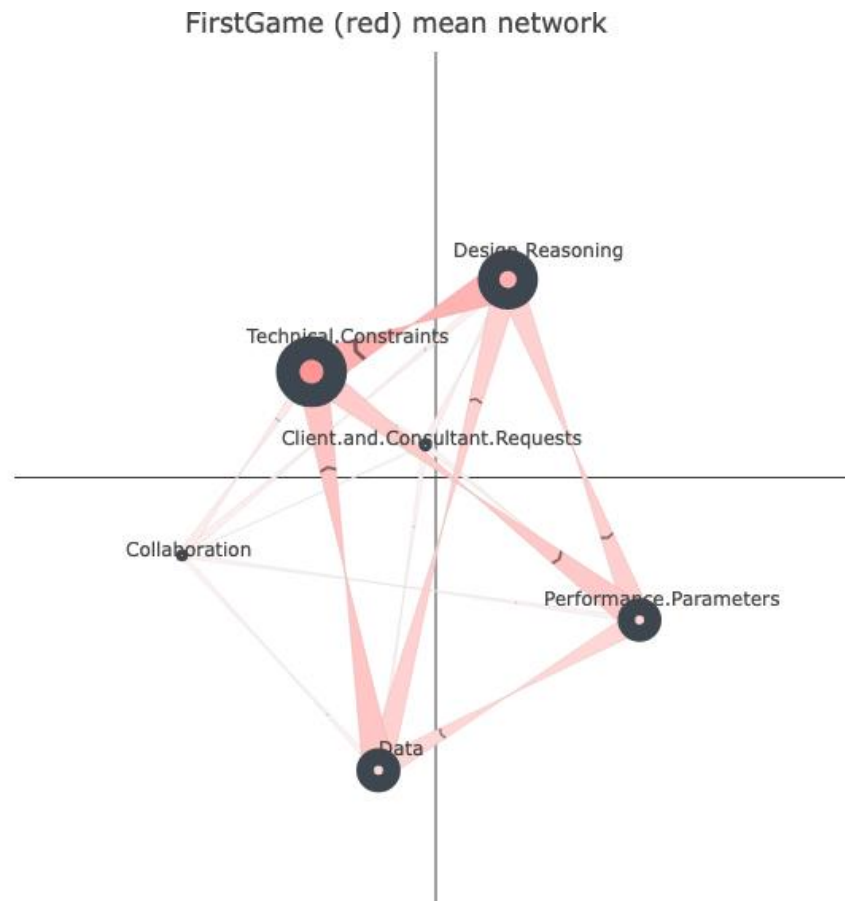 FirstGame (red) mean network
Design.Reasoning
Technical.Constraints
Client.and.Consultant.Requests
Collaboration
Performance.Parameters
Data